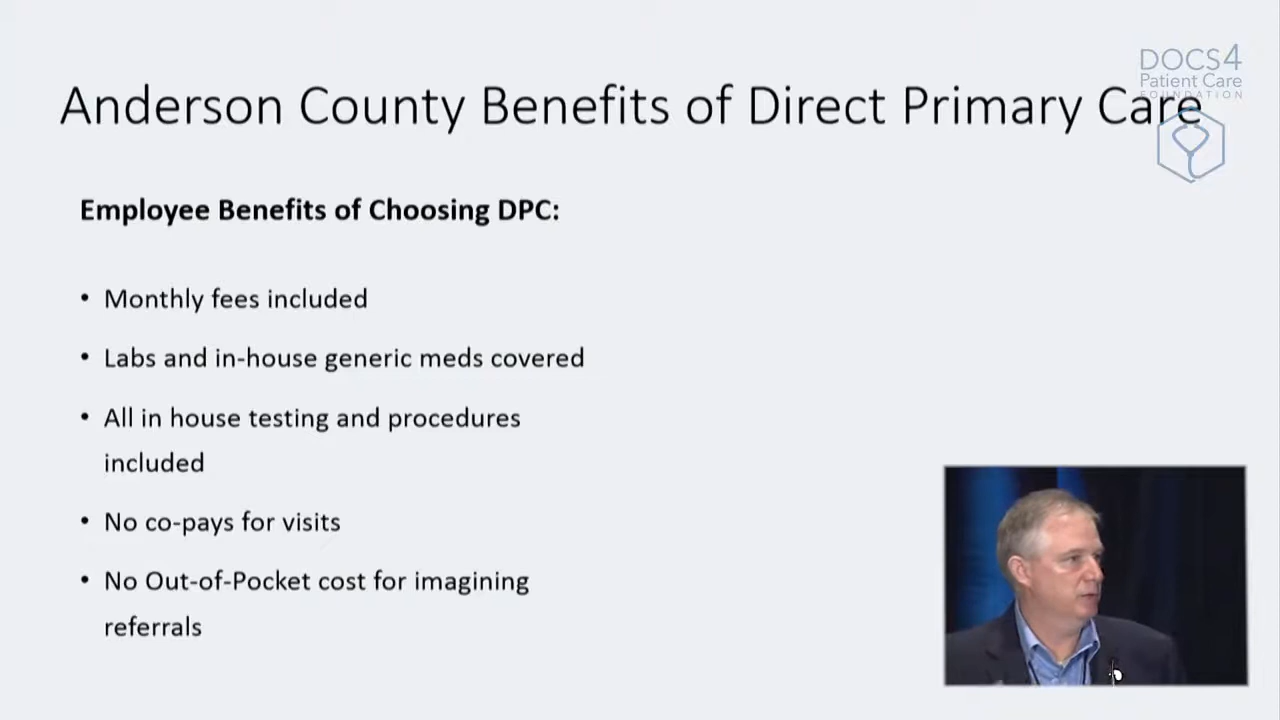 DOCS4
Patient Care
FOUNDATION
Anderson County Benefits of Direct Primary Care
Employee Benefits of Choosing DPC:
• Monthly fees included
• Labs and in-house generic meds covered
• All in house testing and procedures
included
• No co-pays for visits
• No Out-of-Pocket cost for imagining
referrals